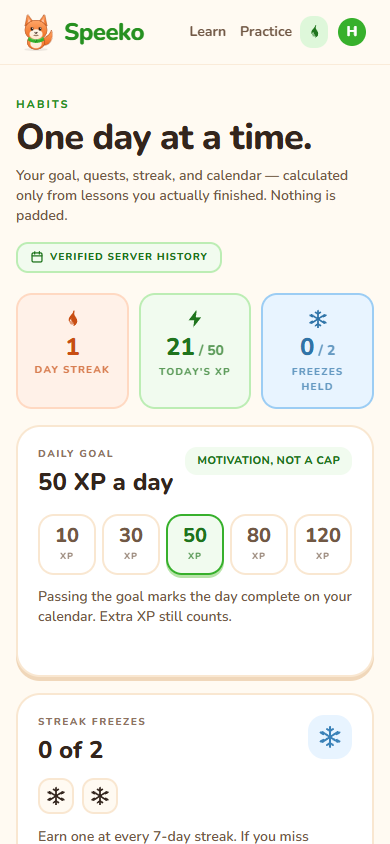 Speeko
Learn Practice H
HABITS
One day at a time.
Your goal, quests, streak, and calendar — calculated
only from lessons you actually finished. Nothing is
padded.
VERIFIED SERVER HISTORY
1
DAY STREAK
21 / 50
TODAY'S XP
0 / 2
FREEZES
HELD
DAILY GOAL
MOTIVATION, NOT A CAP
50 XP a day
10 30 50 80 120
XP XP XP XP XP
Passing the goal marks the day complete on your
calendar. Extra XP still counts.
STREAK FREEZES
0 of 2
Earn one at every 7-day streak. If you miss